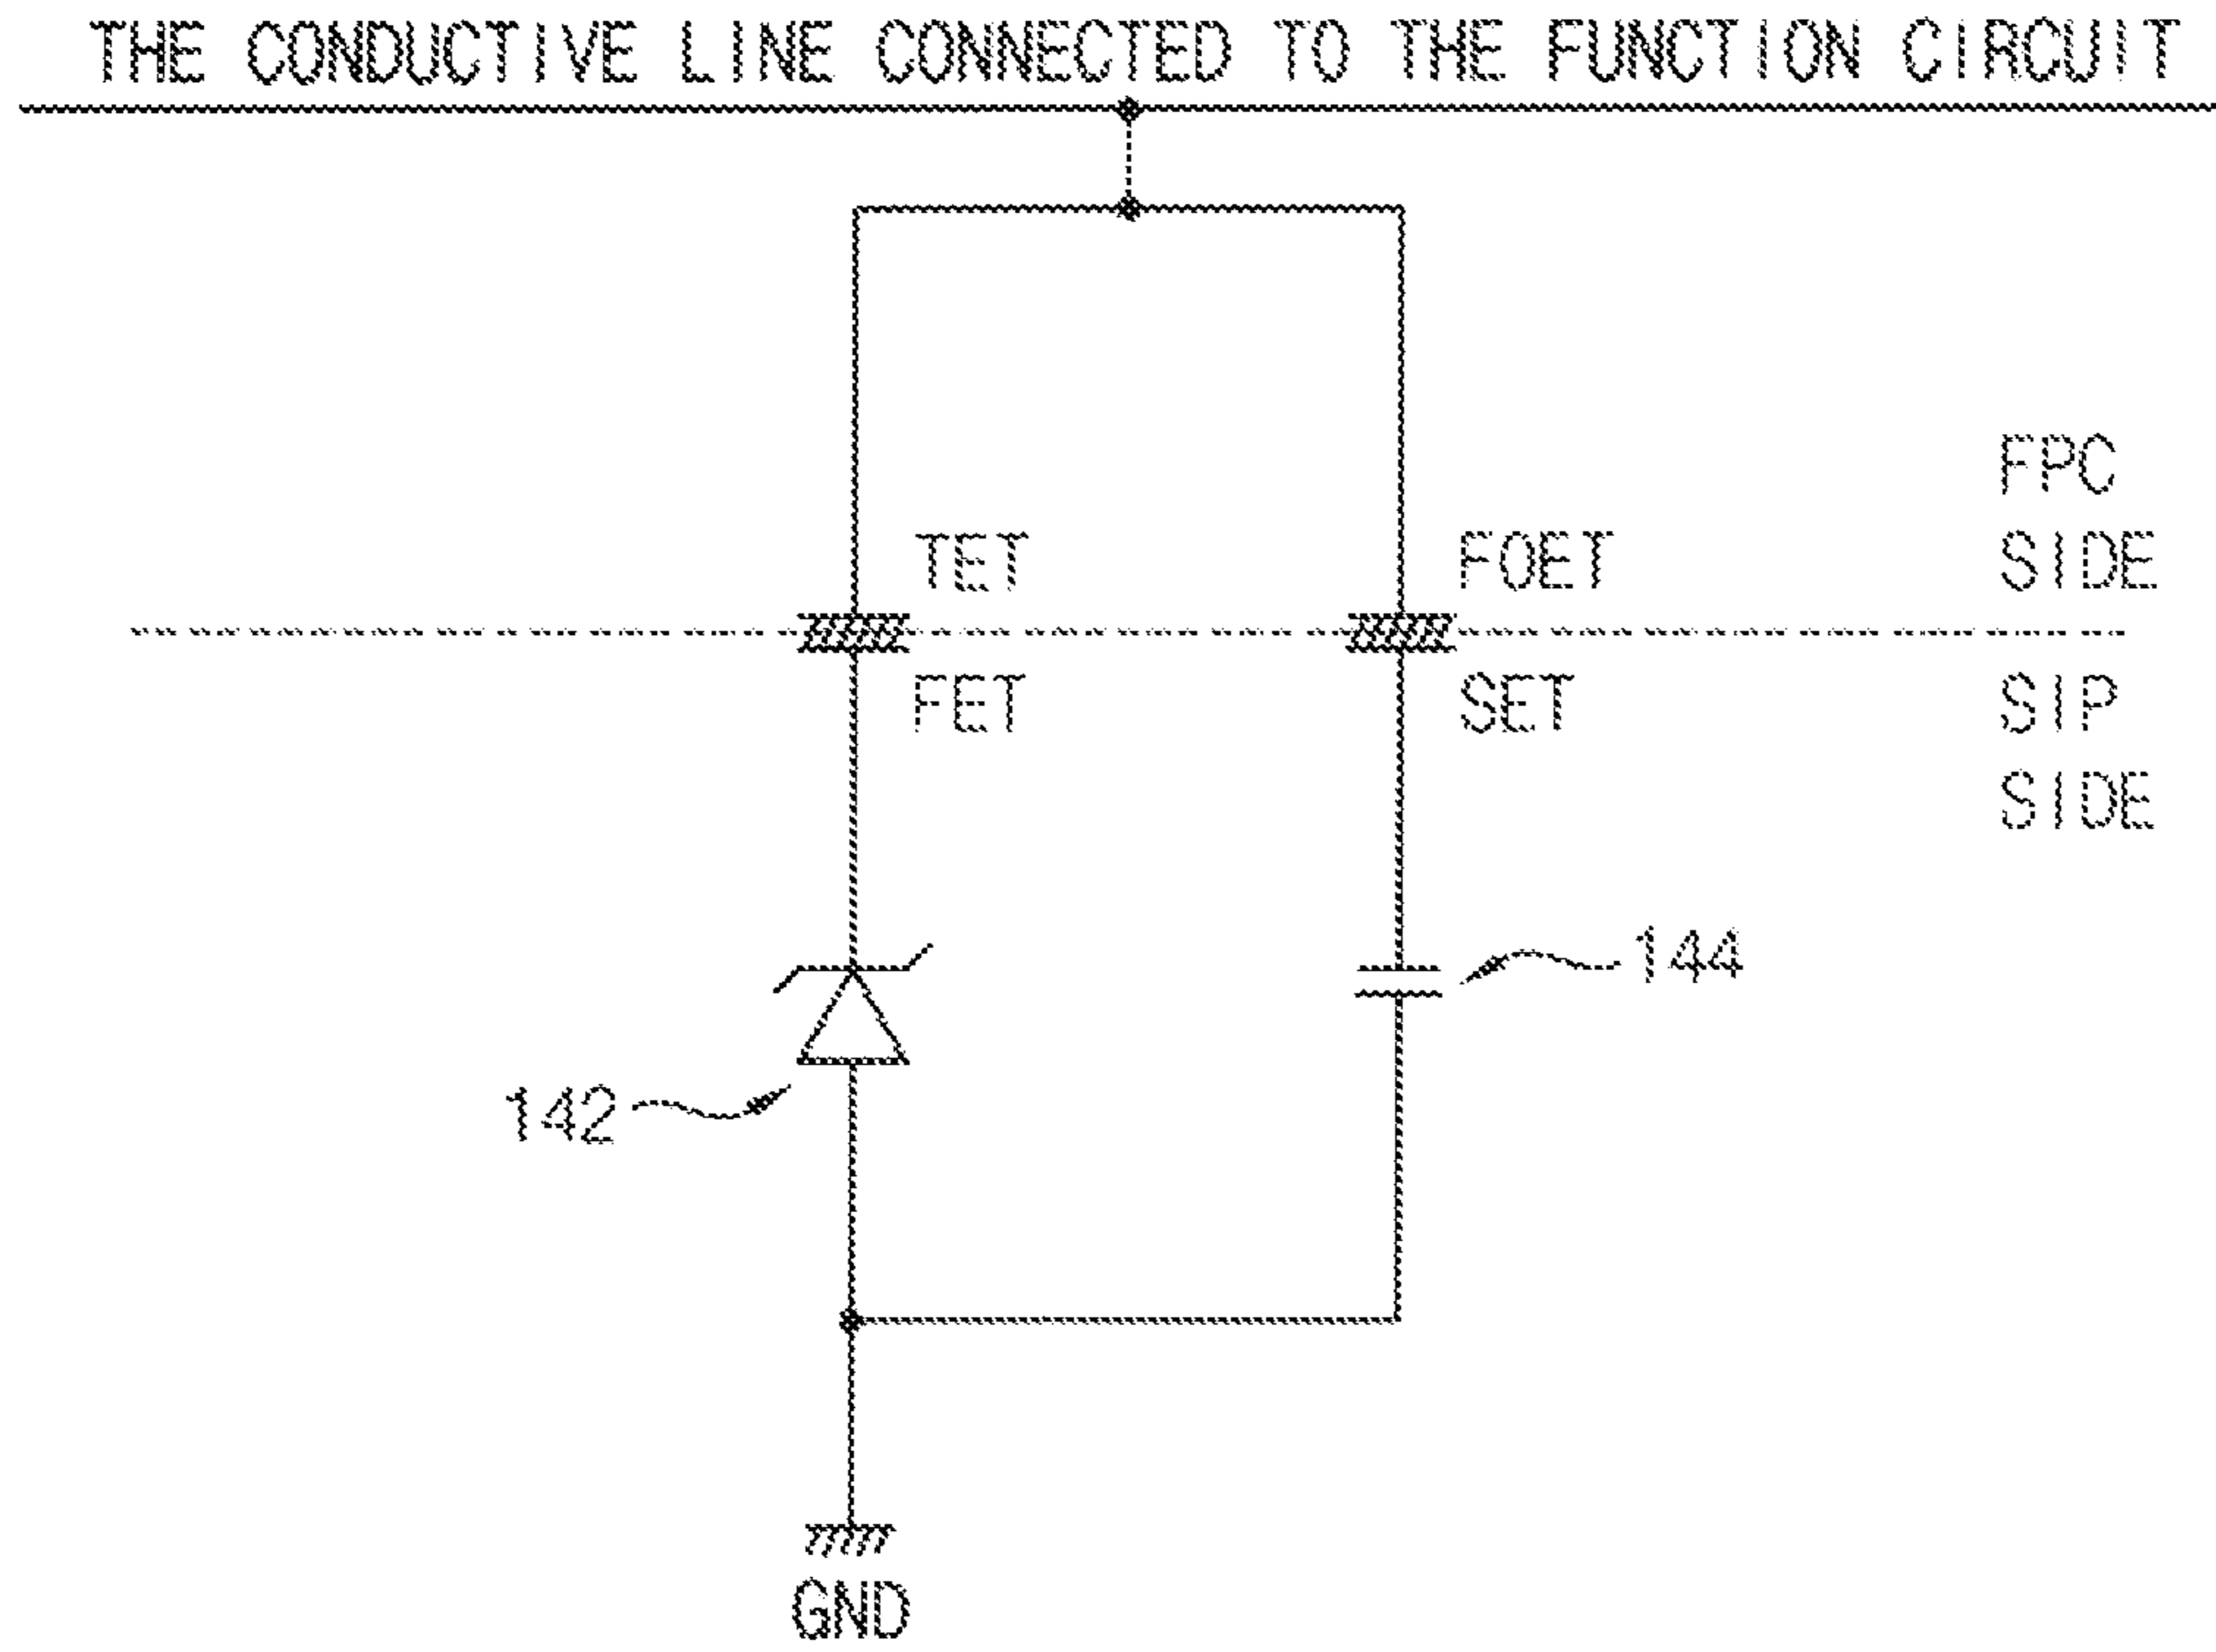 THE CONDUCTIVE LINE CONNECTED TO THE FUNCTION CIRCUIT
FPC
SIDE
TET
FOET
FET
SET
SIP
SIDE
144
142
GND